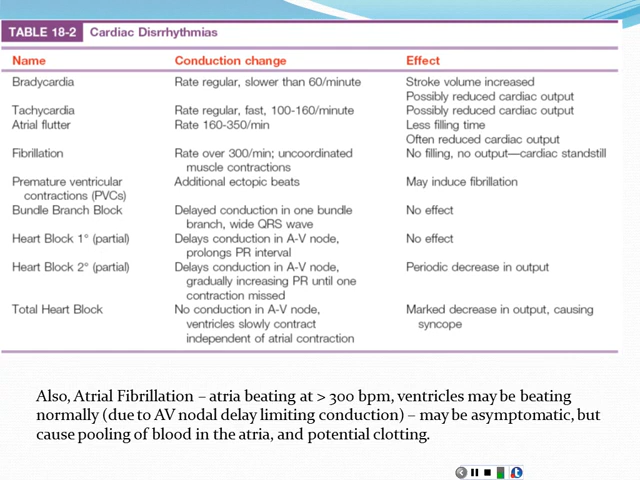 TABLE 18-2 Cardiac Disrrhythmias
Name Conduction change Effect
Bradycardia Rate regular, slower than 60/minute Stroke volume increased
Possibly reduced cardiac output
Tachycardia Rate regular, fast, 100-160/minute Possibly reduced cardiac output
Atrial flutter Rate 160-350/min Less filling time
Often reduced cardiac output
Fibrillation Rate over 300/min; uncoordinated No filling, no output—cardiac standstill
muscle contractions
Premature ventricular Additional ectopic beats May induce fibrillation
contractions (PVCs)
Bundle Branch Block Delayed conduction in one bundle No effect
branch, wide QRS wave
Heart Block 1° (partial) Delays conduction in A-V node, No effect
prolongs PR interval
Heart Block 2° (partial) Delays conduction in A-V node, Periodic decrease in output
gradually increasing PR until one
contraction missed
Total Heart Block No conduction in A-V node, Marked decrease in output, causing
ventricles slowly contract syncope
independent of atrial contraction
Also, Atrial Fibrillation – atria beating at > 300 bpm, ventricles may be beating
normally (due to AV nodal delay limiting conduction) – may be asymptomatic, but
cause pooling of blood in the atria, and potential clotting.